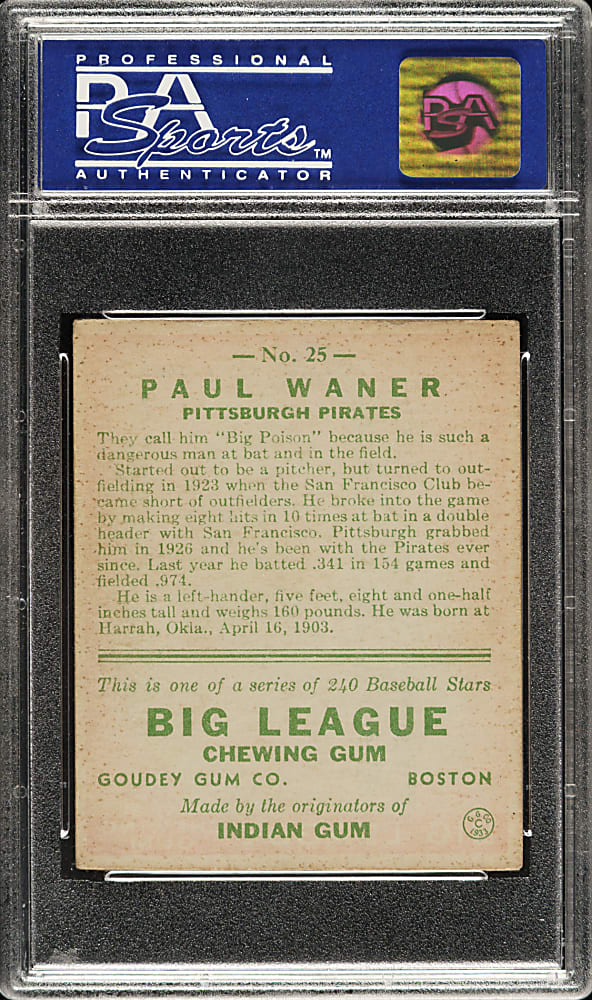 PROFESSIONAL
PSA
Sports™
AUTHENTICATOR
PSA
— No. 25 —
PAUL WANER
PITTSBURGH PIRATES
They call him "Big Poison" because he is such a
dangerous man at bat and in the field.
Started out to be a pitcher, but turned to out-
fielding in 1923 when the San Francisco Club be-
came short of outfielders. He broke into the game
by making eight hits in 10 times at bat in a double
header with San Francisco. Pittsburgh grabbed
him in 1926 and he's been with the Pirates ever
since. Last year he batted .341 in 154 games and
fielded .974.
He is a left-hander, five feet, eight and one-half
inches tall and weighs 160 pounds. He was born at
Harrah, Okla., April 16, 1903.
This is one of a series of 240 Baseball Stars
BIG LEAGUE
CHEWING GUM
GOUDEY GUM CO. BOSTON
Made by the originators of
INDIAN GUM
G. G. CO.
C
1933